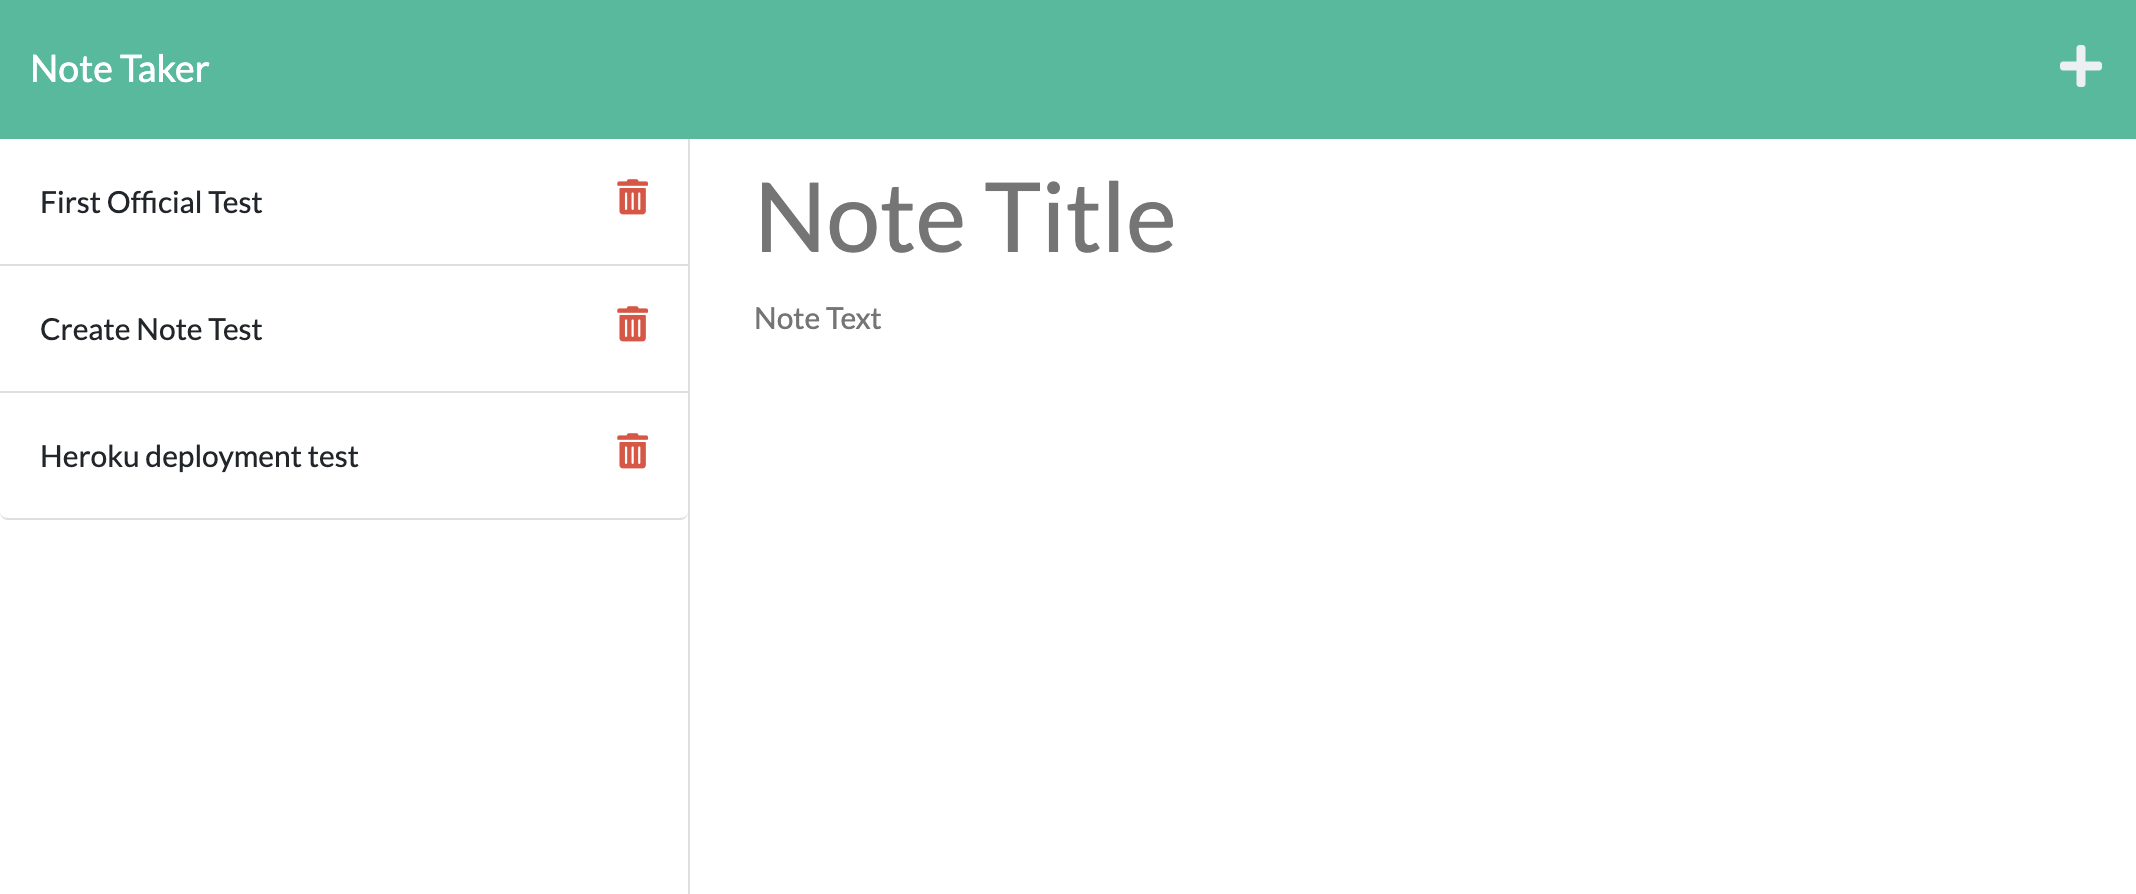 Note Taker
First Official Test
Create Note Test
Heroku deployment test
Note Title
Note Text